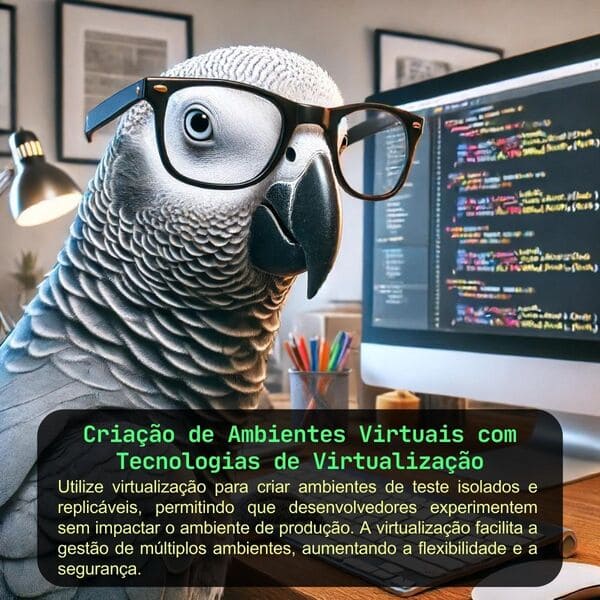 Criação de Ambientes Virtuais com
Tecnologias de Virtualização
Utilize virtualização para criar ambientes de teste isolados e
replicáveis, permitindo que desenvolvedores experimentem
sem impactar o ambiente de produção. A virtualização facilita a
gestão de múltiplos ambientes, aumentando a flexibilidade e a
segurança.